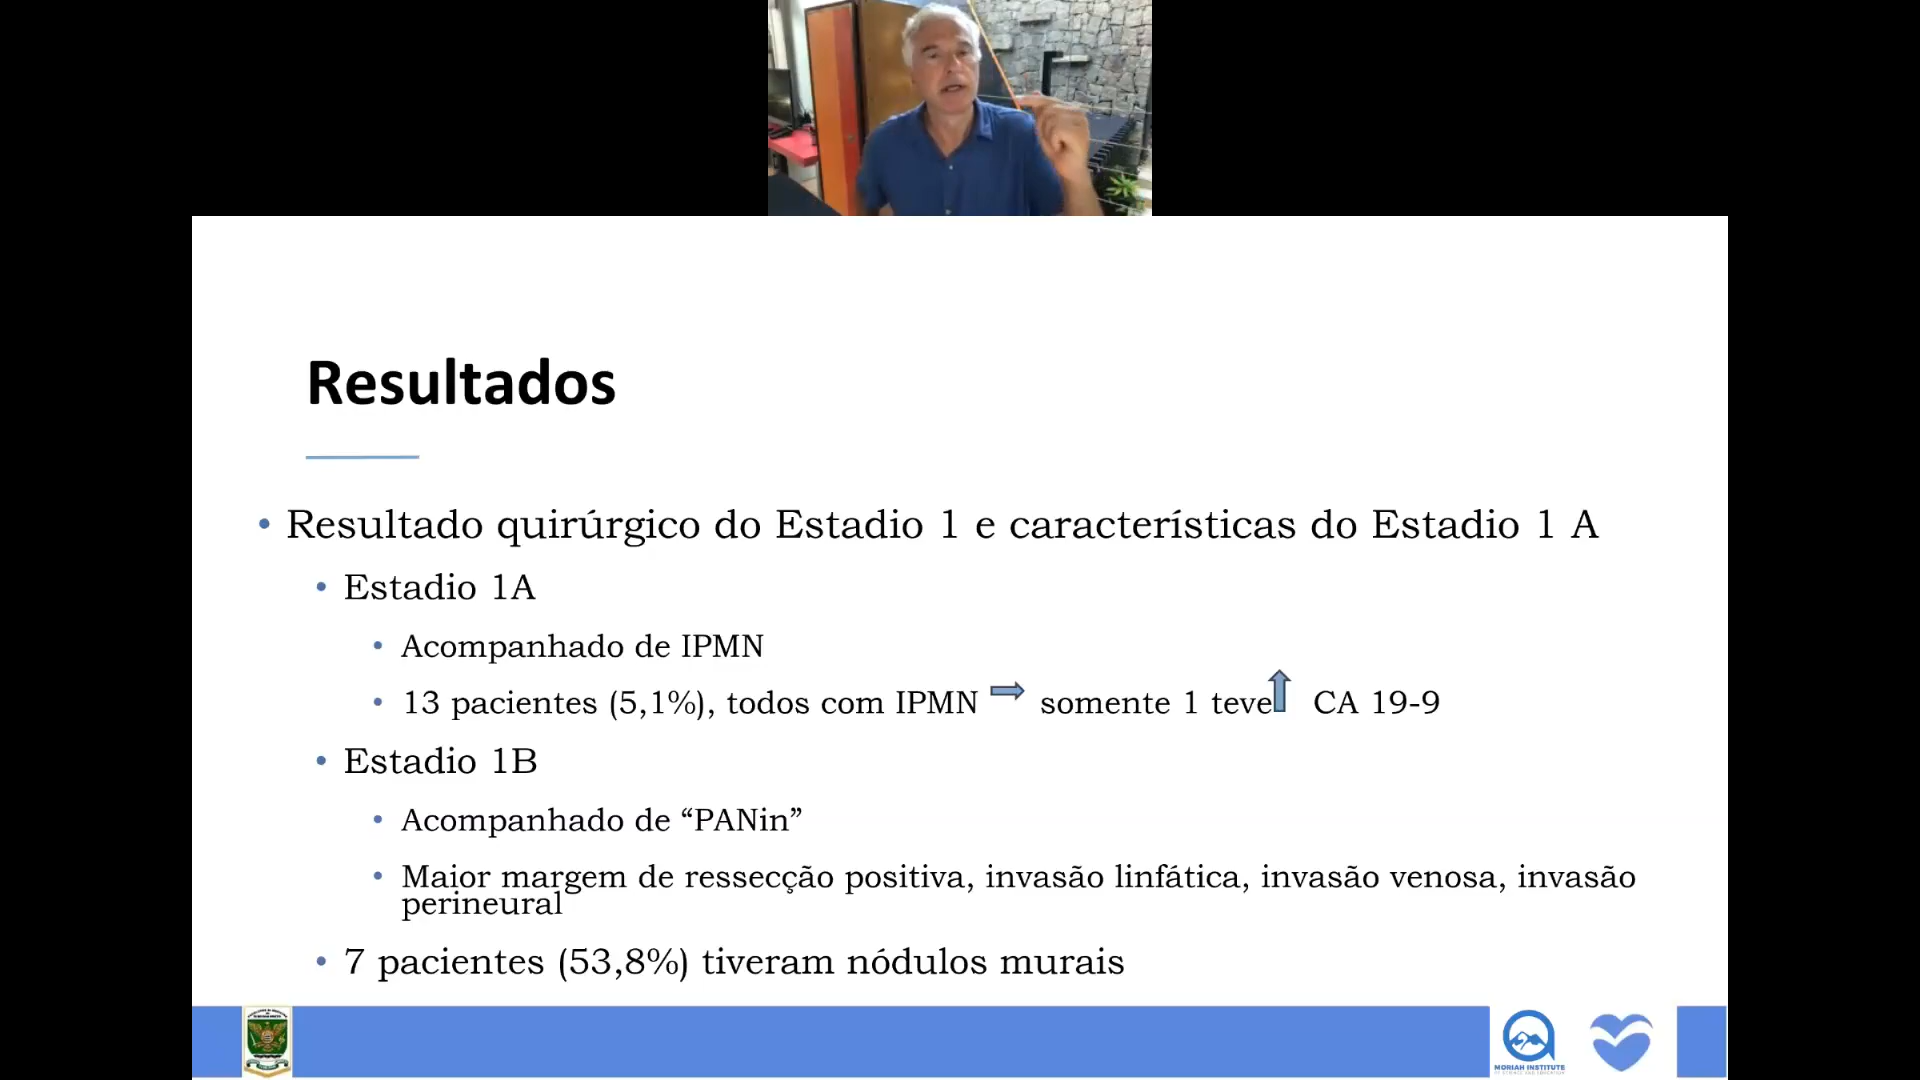 Resultados
• Resultado quirúrgico do Estadio 1 e características do Estadio 1 A
• Estadio 1A
• Acompanhado de IPMN
• 13 pacientes (5,1%), todos com IPMN somente 1 teve CA 19-9
• Estadio 1B
• Acompanhado de “PANin”
• Maior margem de ressecção positiva, invasão linfática, invasão venosa, invasão
perineural
• 7 pacientes (53,8%) tiveram nódulos murais
MORIAH INSTITUTE